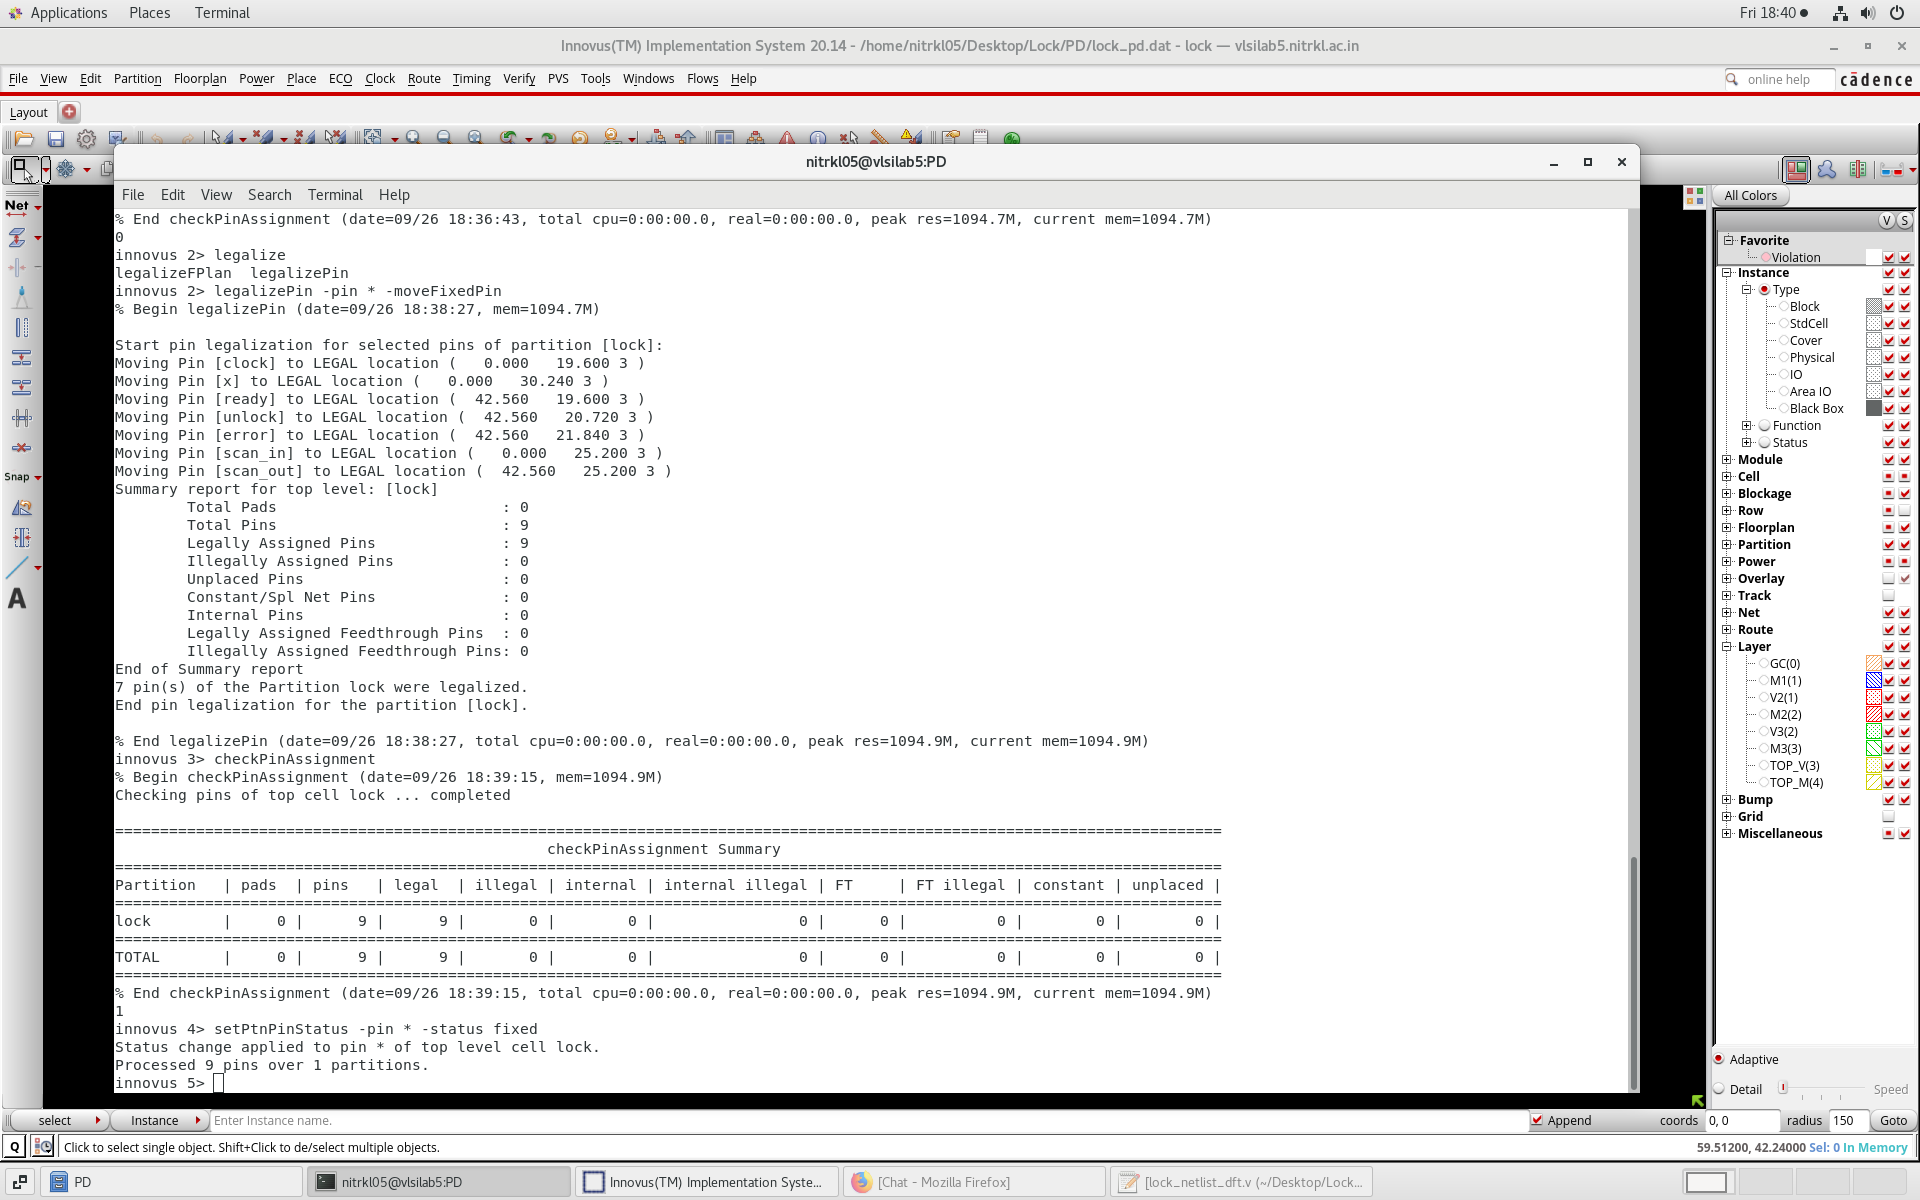 Applications Places Terminal Fri 18:40
Innovus(TM) Implementation System 20.14 - /home/nitrkl05/Desktop/Lock/PD/lock_pd.dat - lock — vlsilab5.nitrkl.ac.in
File View Edit Partition Floorplan Power Place ECO Clock Route Timing Verify PVS Tools Windows Flows Help online help cādence
Layout
nitrkl05@vlsilab5:PD
File Edit View Search Terminal Help
% End checkPinAssignment (date=09/26 18:36:43, total cpu=0:00:00.0, real=0:00:00.0, peak res=1094.7M, current mem=1094.7M)
0
innovus 2> legalize
legalizeFPlan  legalizePin
innovus 2> legalizePin -pin * -moveFixedPin
% Begin legalizePin (date=09/26 18:38:27, mem=1094.7M)
Start pin legalization for selected pins of partition [lock]:
Moving Pin [clock] to LEGAL location (   0.000   19.600 3 )
Moving Pin [x] to LEGAL location (   0.000   30.240 3 )
Moving Pin [ready] to LEGAL location (  42.560   19.600 3 )
Moving Pin [unlock] to LEGAL location (  42.560   20.720 3 )
Moving Pin [error] to LEGAL location (  42.560   21.840 3 )
Moving Pin [scan_in] to LEGAL location (   0.000   25.200 3 )
Moving Pin [scan_out] to LEGAL location (  42.560   25.200 3 )
Summary report for top level: [lock]
Total Pads : 0
Total Pins : 9
Legally Assigned Pins : 9
Illegally Assigned Pins : 0
Unplaced Pins : 0
Constant/Spl Net Pins : 0
Internal Pins : 0
Legally Assigned Feedthrough Pins : 0
Illegally Assigned Feedthrough Pins: 0
End of Summary report
7 pin(s) of the Partition lock were legalized.
End pin legalization for the partition [lock].
% End legalizePin (date=09/26 18:38:27, total cpu=0:00:00.0, real=0:00:00.0, peak res=1094.9M, current mem=1094.9M)
innovus 3> checkPinAssignment
% Begin checkPinAssignment (date=09/26 18:39:15, mem=1094.9M)
Checking pins of top cell lock ... completed
===========================================================================================================================
checkPinAssignment Summary
===========================================================================================================================
Partition | pads | pins | legal | illegal | internal | internal illegal | FT | FT illegal | constant | unplaced |
===========================================================================================================================
lock | 0 | 9 | 9 | 0 | 0 | 0 | 0 | 0 | 0 | 0 |
===========================================================================================================================
TOTAL | 0 | 9 | 9 | 0 | 0 | 0 | 0 | 0 | 0 | 0 |
===========================================================================================================================
% End checkPinAssignment (date=09/26 18:39:15, total cpu=0:00:00.0, real=0:00:00.0, peak res=1094.9M, current mem=1094.9M)
1
innovus 4> setPtnPinStatus -pin * -status fixed
Status change applied to pin * of top level cell lock.
Processed 9 pins over 1 partitions.
innovus 5>
Net
Snap
A
All Colors
V S
Favorite
Violation
Instance
Type
Block
StdCell
Cover
Physical
IO
Area IO
Black Box
Function
Status
Module
Cell
Blockage
Row
Floorplan
Partition
Power
Overlay
Track
Net
Route
Layer
GC(0)
M1(1)
V2(1)
M2(2)
V3(2)
M3(3)
TOP_V(3)
TOP_M(4)
Bump
Grid
Miscellaneous
Adaptive
Detail Speed
select Instance Enter Instance name. Append coords 0, 0 radius 150 Goto
Q Click to select single object. Shift+Click to de/select multiple objects. 59.51200, 42.24000 Sel: 0 In Memory
PD nitrkl05@vlsilab5:PD Innovus(TM) Implementation Syste... [Chat - Mozilla Firefox] [lock_netlist_dft.v (~/Desktop/Lock...